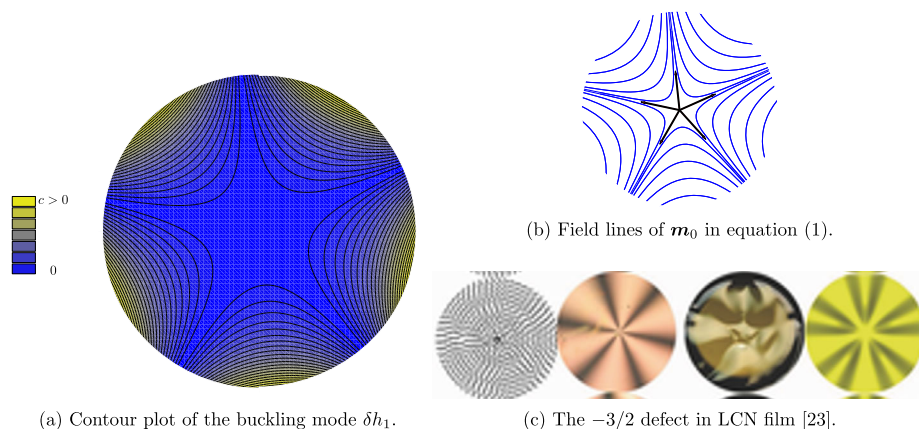 c > 0
0
(a) Contour plot of the buckling mode δh₁.
(b) Field lines of m₀ in equation (1).
(c) The −3/2 defect in LCN film [23].